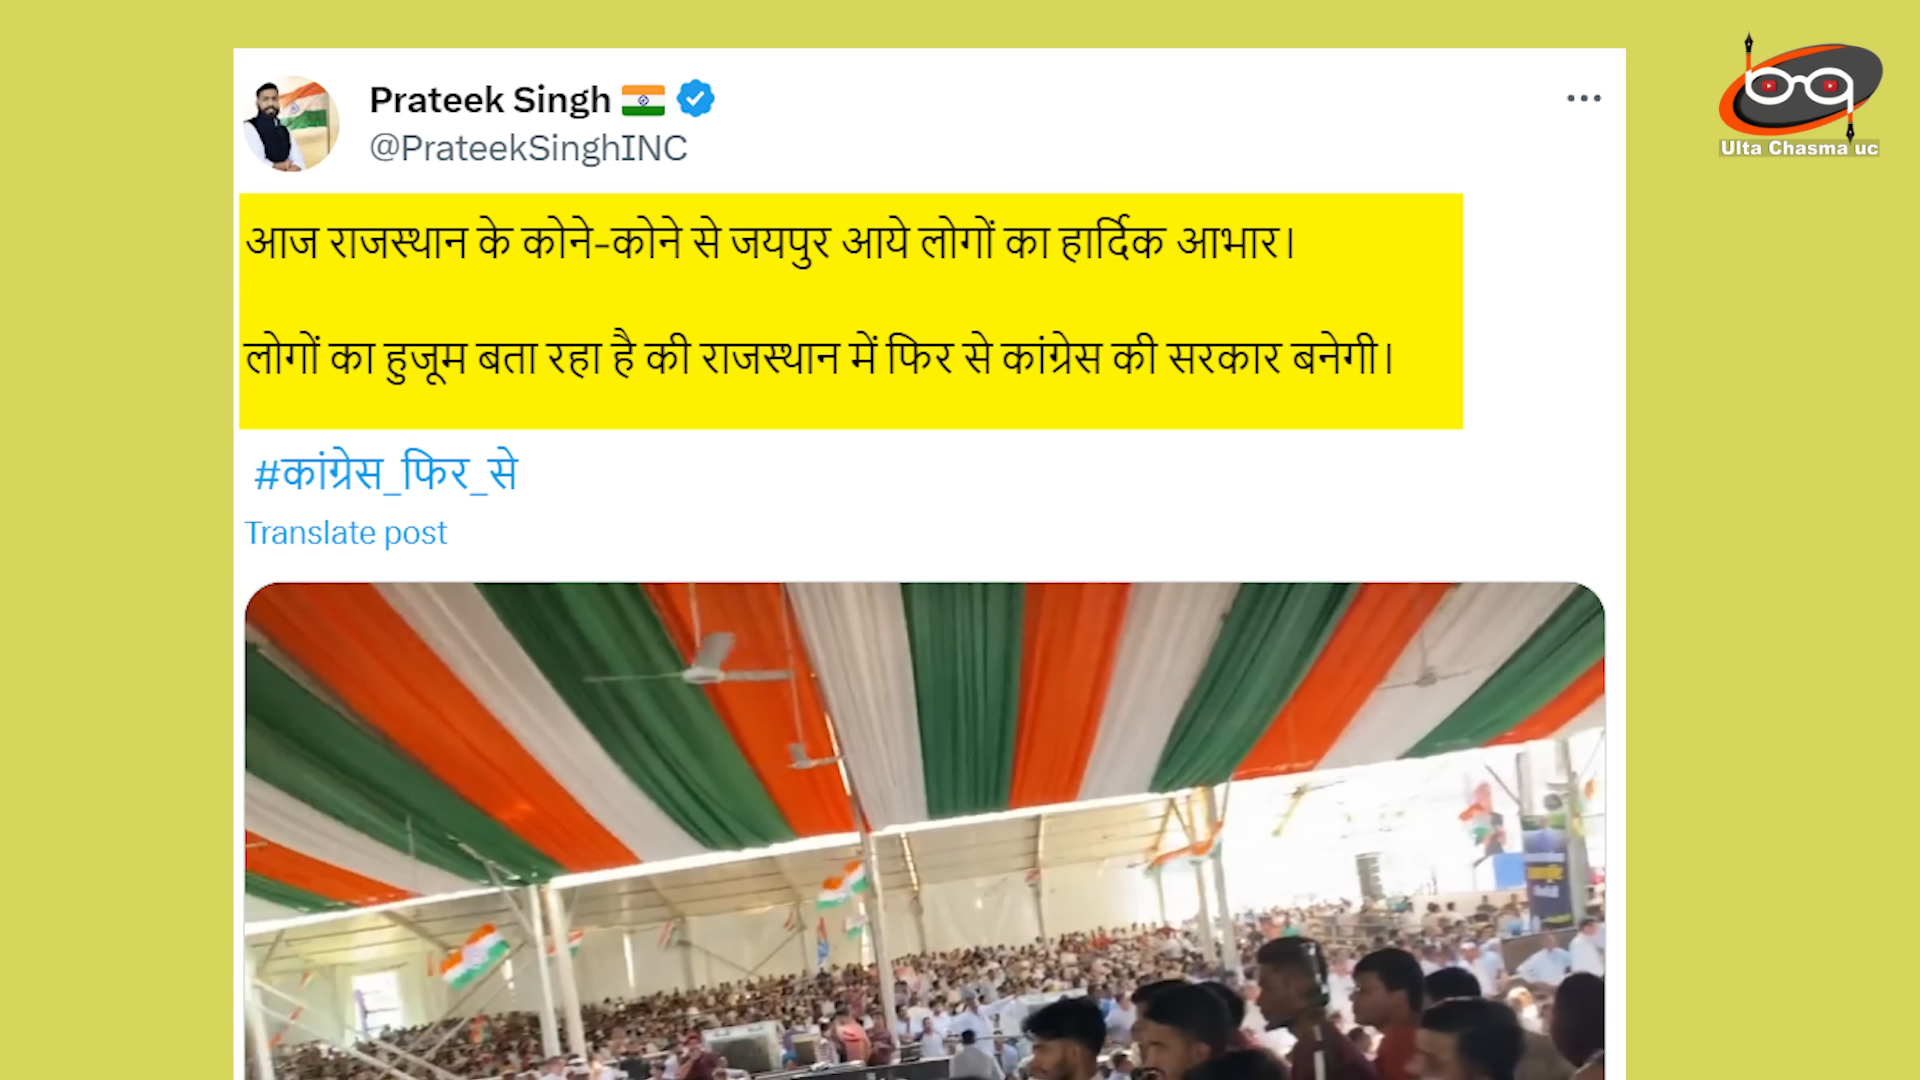 Prateek Singh
@PrateekSinghINC
Ulta Chasma uc
आज राजस्थान के कोने-कोने से जयपुर आये लोगों का हार्दिक आभार।
लोगों का हुजूम बता रहा है की राजस्थान में फिर से कांग्रेस की सरकार बनेगी।
#कांग्रेस_फिर_से
Translate post